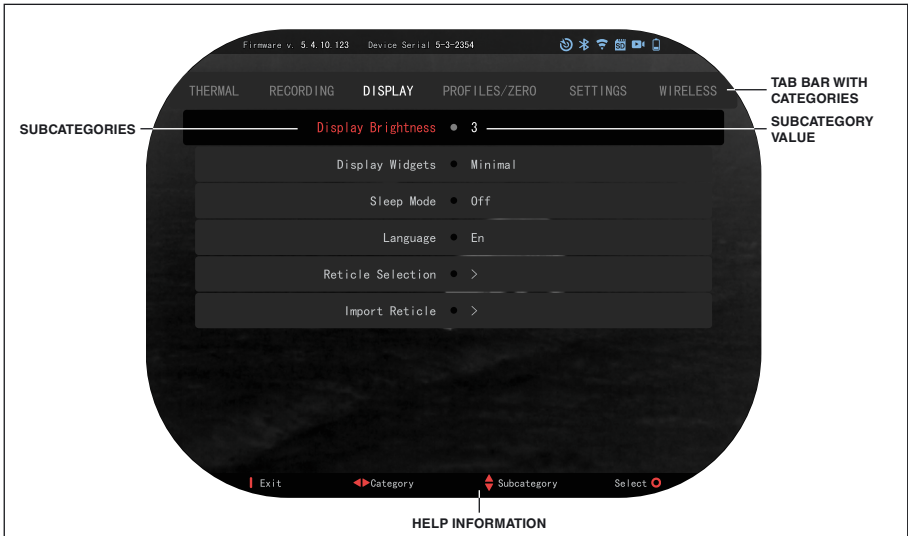 Firmware v. 5.4.10.123 Device Serial 5-3-2354
SD
THERMAL RECORDING DISPLAY PROFILES/ZERO SETTINGS WIRELESS
TAB BAR WITH
CATEGORIES
SUBCATEGORIES
Display Brightness 3
SUBCATEGORY
VALUE
Display Widgets Minimal
Sleep Mode Off
Language En
Reticle Selection >
Import Reticle >
Exit Category Subcategory Select
HELP INFORMATION